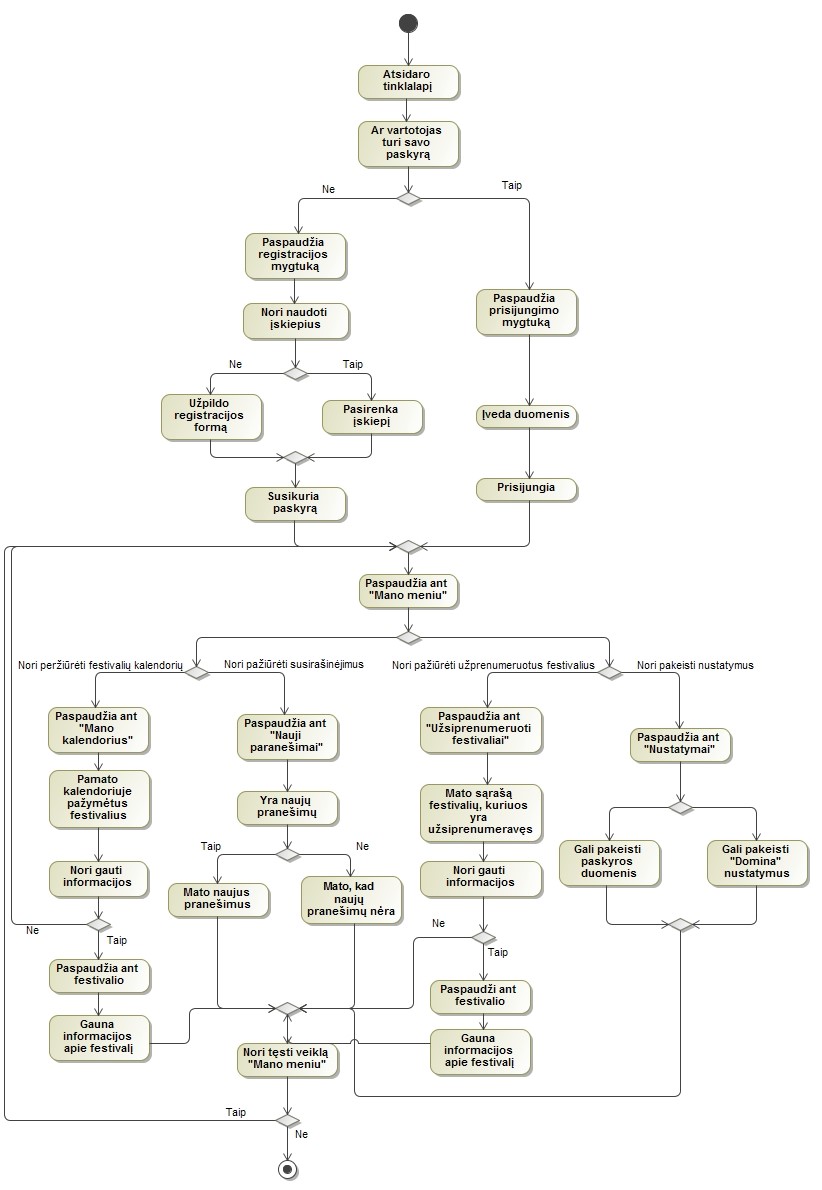 Atsidaro
tinklalapį
Ar vartotojas
turi savo
paskyrą
Ne
Taip
Paspaudžia
registracijos
mygtuką
Nori naudoti
įskiepius
Paspaudžia
prisijungimo
mygtuką
Ne
Taip
Užpildo
registracijos
formą
Pasirenka
įskiepį
Įveda duomenis
Susikuria
paskyrą
Prisijungia
Paspaudžia ant
"Mano meniu"
Nori peržiūrėti festivalių kalendorių
Nori pažiūrėti susirašinėjimus
Nori pažiūrėti užprenumeruotus festivalius
Nori pakeisti nustatymus
Paspaudžia ant
"Mano
kalendorius"
Paspaudžia ant
"Nauji
paranešimai"
Paspaudžia ant
"Užsiprenumeruoti
festivaliai"
Paspaudžia ant
"Nustatymai"
Pamato
kalendoriuje
pažymėtus
festivalius
Yra naujų
pranešimų
Mato sąrašą
festivalių, kuriuos
yra
užsiprenumeravęs
Taip
Ne
Gali pakeisti
paskyros
duomenis
Gali pakeisti
"Domina"
nustatymus
Nori gauti
informacijos
Mato naujus
pranešimus
Mato, kad
naujų
pranešimų nėra
Nori gauti
informacijos
Ne
Taip
Ne
Taip
Paspaudžia ant
festivalio
Paspaudži ant
festivalio
Gauna
informacijos
apie festivalį
Nori tęsti veiklą
"Mano meniu"
Gauna
informacijos
apie festivalį
Taip
Ne